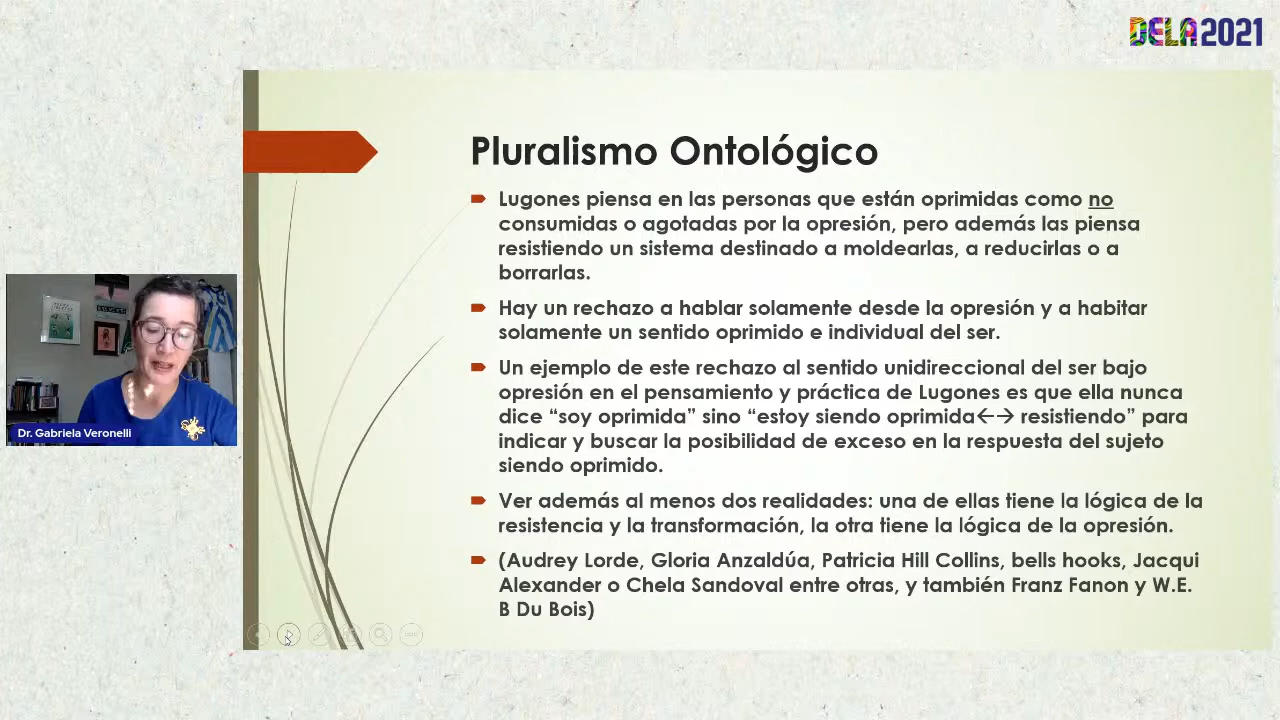 DELA 2021
Pluralismo Ontológico
Lugones piensa en las personas que están oprimidas como no
consumidas o agotadas por la opresión, pero además las piensa
resistiendo un sistema destinado a moldearlas, a reducirlas o a
borrarlas.
Hay un rechazo a hablar solamente desde la opresión y a habitar
solamente un sentido oprimido e individual del ser.
Un ejemplo de este rechazo al sentido unidireccional del ser bajo
opresión en el pensamiento y práctica de Lugones es que ella nunca
dice “soy oprimida” sino “estoy siendo oprimida←→ resistiendo” para
indicar y buscar la posibilidad de exceso en la respuesta del sujeto
siendo oprimido.
Ver además al menos dos realidades: una de ellas tiene la lógica de la
resistencia y la transformación, la otra tiene la lógica de la opresión.
(Audrey Lorde, Gloria Anzaldúa, Patricia Hill Collins, bells hooks, Jacqui
Alexander o Chela Sandoval entre otras, y también Franz Fanon y W.E.
B Du Bois)
Dr. Gabriela Veronelli